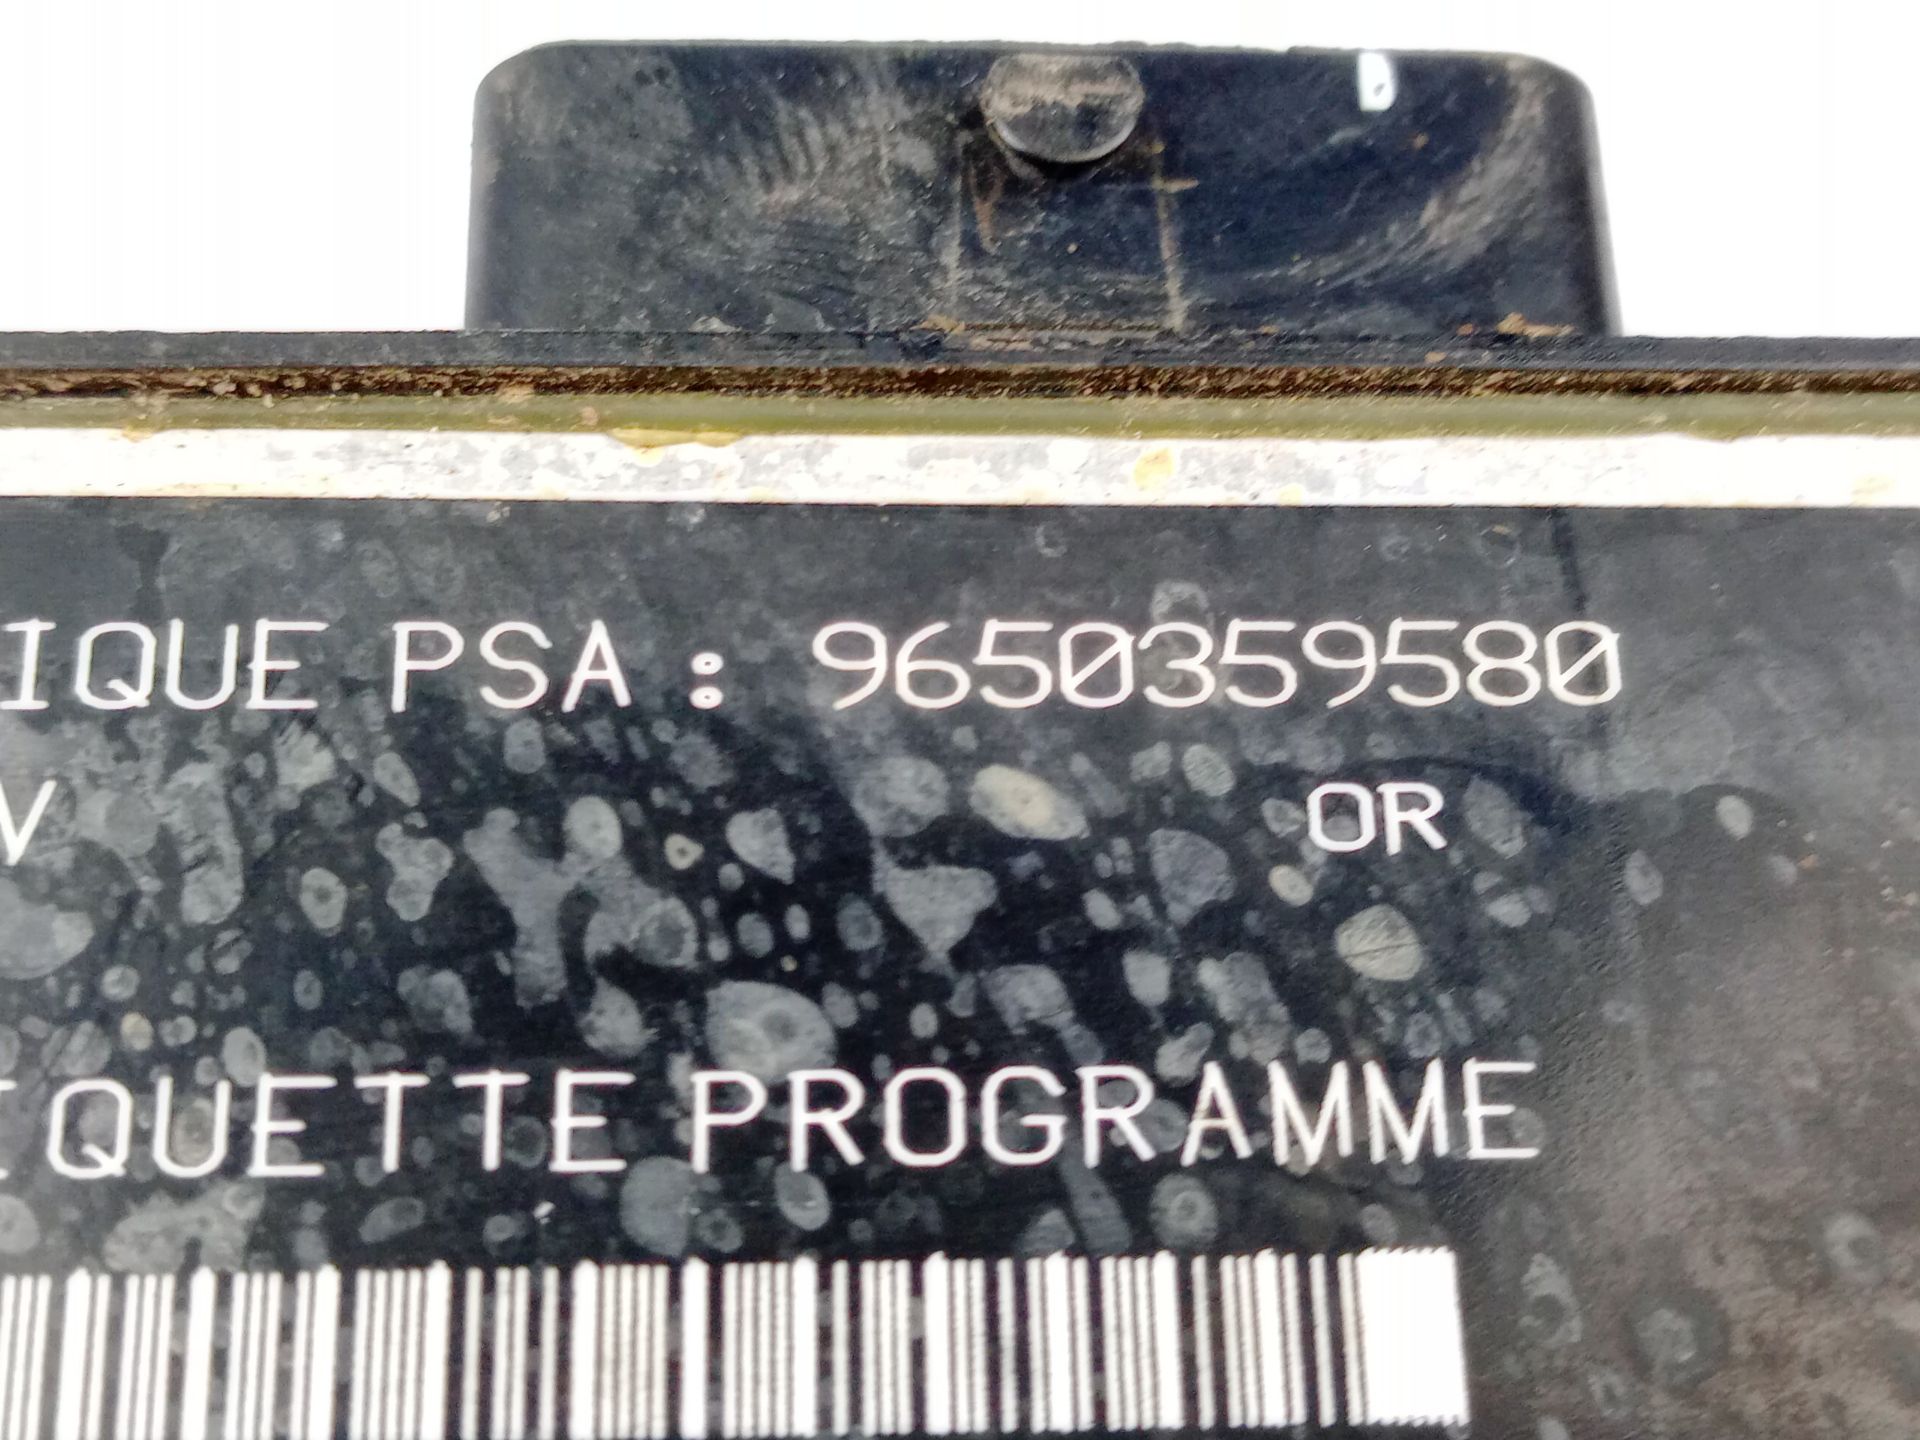 IQUE PSA : 9650359580
V OR
IQUETTE PROGRAMME